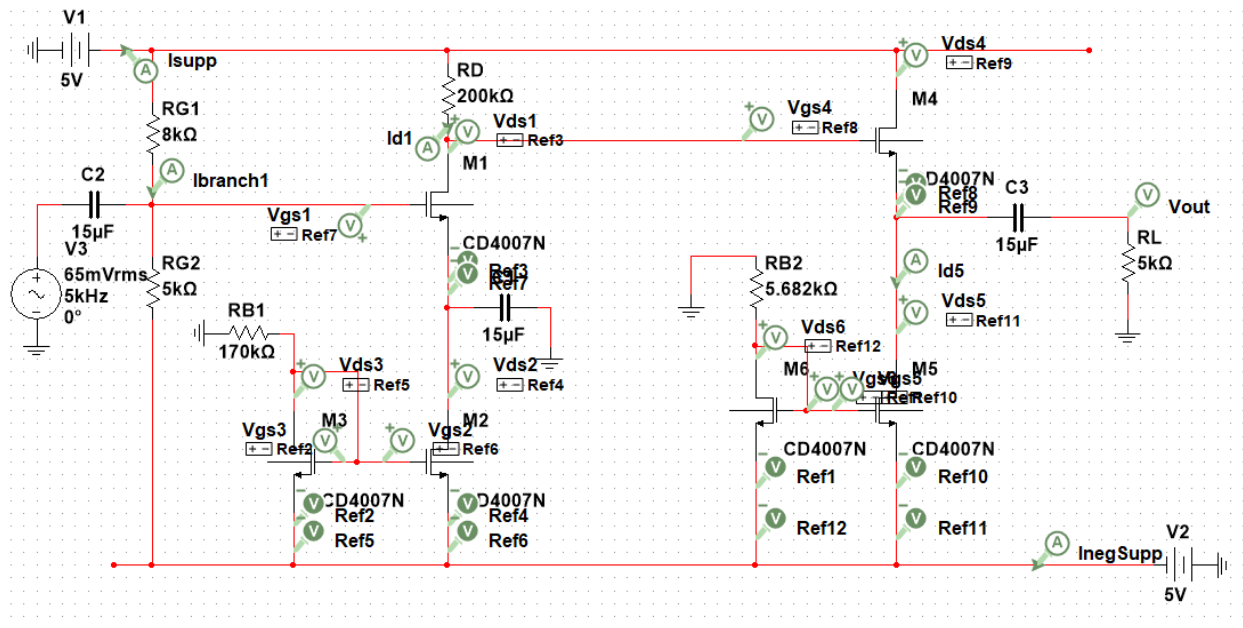 V1
5V
Isupp
A
RG1
8kΩ
A
Ibranch1
C2
15µF
V3
65mVrms
5kHz
0°
RG2
5kΩ
RD
200kΩ
Id1
A
V
Vds1
Ref3
M1
Vgs1
Ref7
V
CD4007N
Ref3
Ref7
V
15µF
RB1
170kΩ
V
Vds3
Ref5
V
Vds2
Ref4
M3
Vgs3
Ref2
V
V
M2
Vgs2
Ref6
CD4007N
V
Ref2
V
Ref5
D4007N
V
Ref4
V
Ref6
V
Vgs4
Ref8
V
Vds4
Ref9
M4
D4007N
V
Ref8
Ref9
C3
15µF
V
Vout
RL
5kΩ
A
Id5
V
Vds5
Ref11
RB2
5.682kΩ
V
Vds6
Ref12
M6
V
V
M5
Ref10
CD4007N
V
Ref1
V
Ref12
CD4007N
V
Ref10
V
Ref11
A
InegSupp
V2
5V